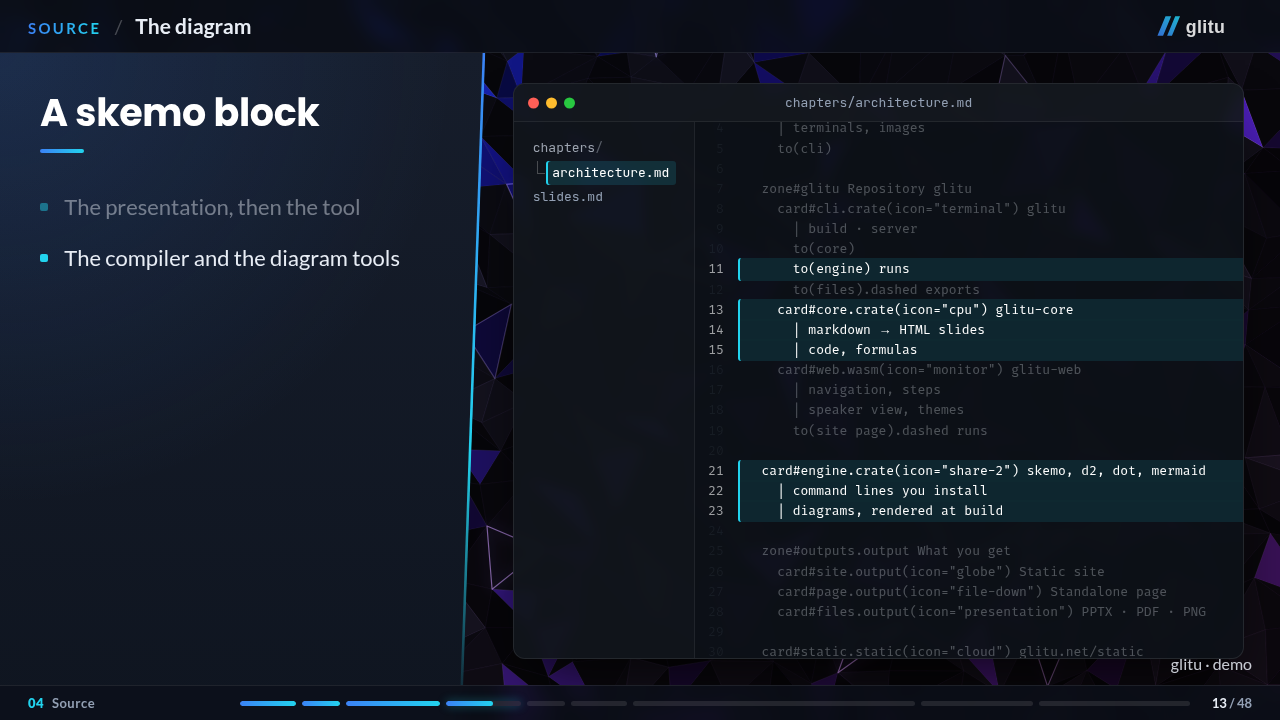 SOURCE / The diagram
glitu
A skemo block
The presentation, then the tool
The compiler and the diagram tools
chapters/architecture.md
chapters/
architecture.md
slides.md
4 | terminals, images
5 to(cli)
6
7 zone#glitu Repository glitu
8 card#cli.crate(icon="terminal") glitu
9 | build · server
10 to(core)
11 to(engine) runs
12 to(files).dashed exports
13 card#core.crate(icon="cpu") glitu-core
14 | markdown → HTML slides
15 | code, formulas
16 card#web.wasm(icon="monitor") glitu-web
17 | navigation, steps
18 | speaker view, themes
19 to(site page).dashed runs
20
21 card#engine.crate(icon="share-2") skemo, d2, dot, mermaid
22 | command lines you install
23 | diagrams, rendered at build
24
25 zone#outputs.output What you get
26 card#site.output(icon="globe") Static site
27 card#page.output(icon="file-down") Standalone page
28 card#files.output(icon="presentation") PPTX · PDF · PNG
29
30 card#static.static(icon="cloud") glitu.net/static
glitu · demo
04 Source
13 / 48